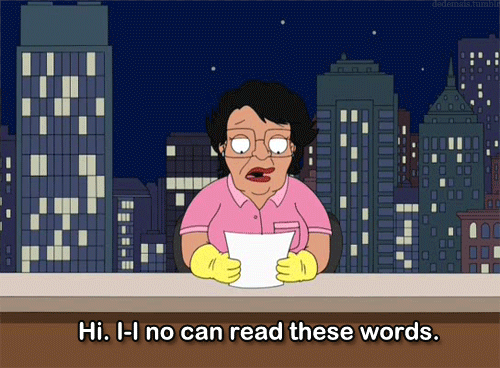 Hi. I-I no can read these words.